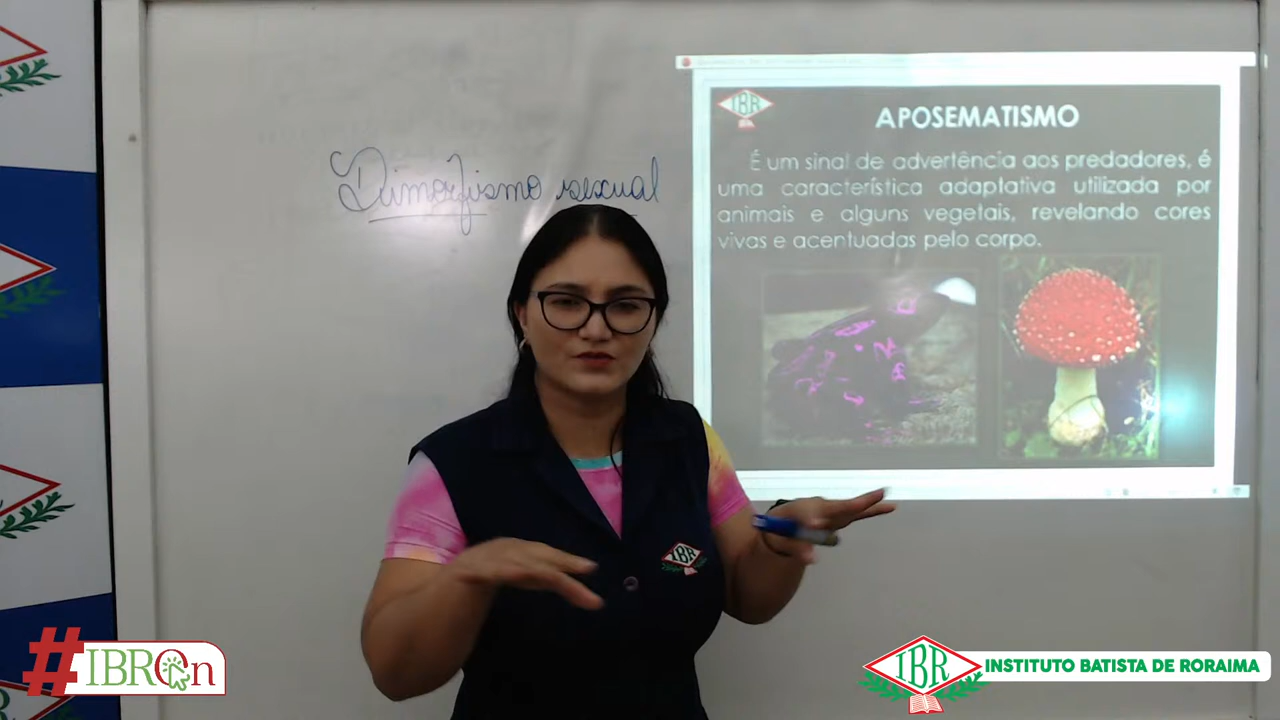 Dimorfismo sexual
IBR
APOSEMATISMO
É um sinal de advertência aos predadores, é
uma característica adaptativa utilizada por
animais e alguns vegetais, revelando cores
vivas e acentuadas pelo corpo.
IBR
#IBROn
IBR
INSTITUTO BATISTA DE RORAIMA